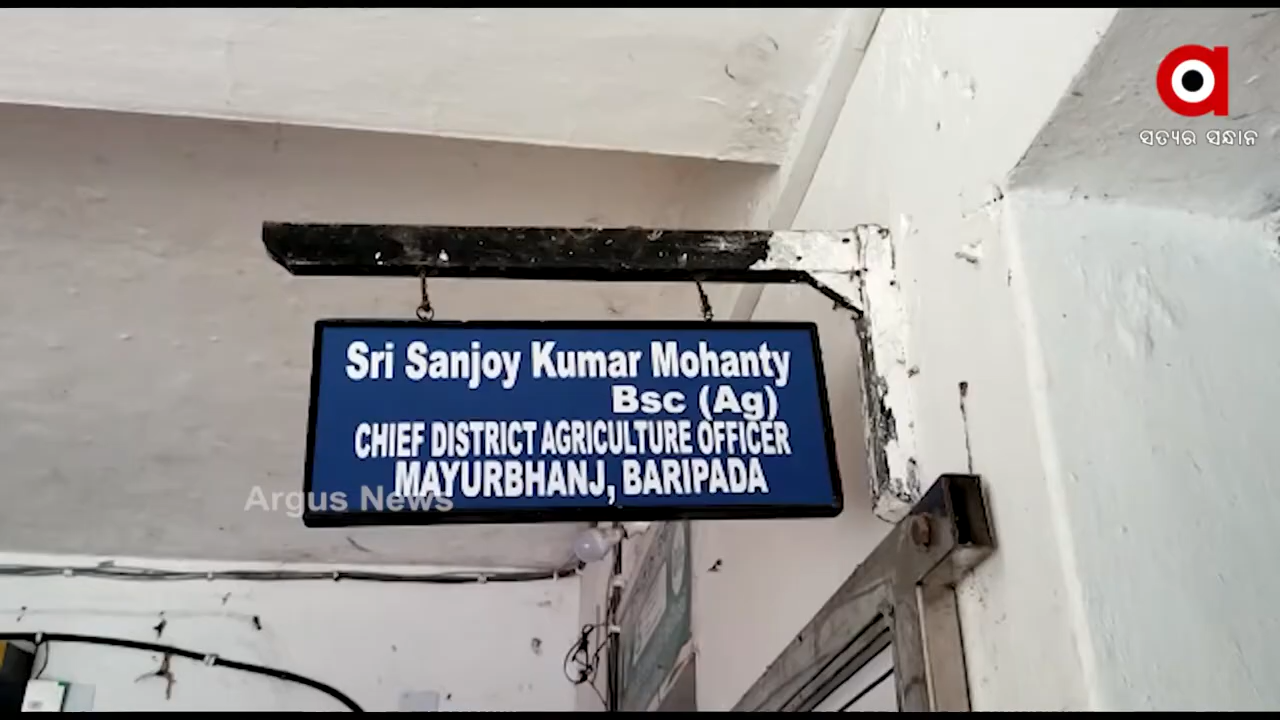 ସତ୍ୟର ସନ୍ଧାନ
Sri Sanjoy Kumar Mohanty
Bsc (Ag)
CHIEF DISTRICT AGRICULTURE OFFICER
MAYURBHANJ, BARIPADA
Argus News